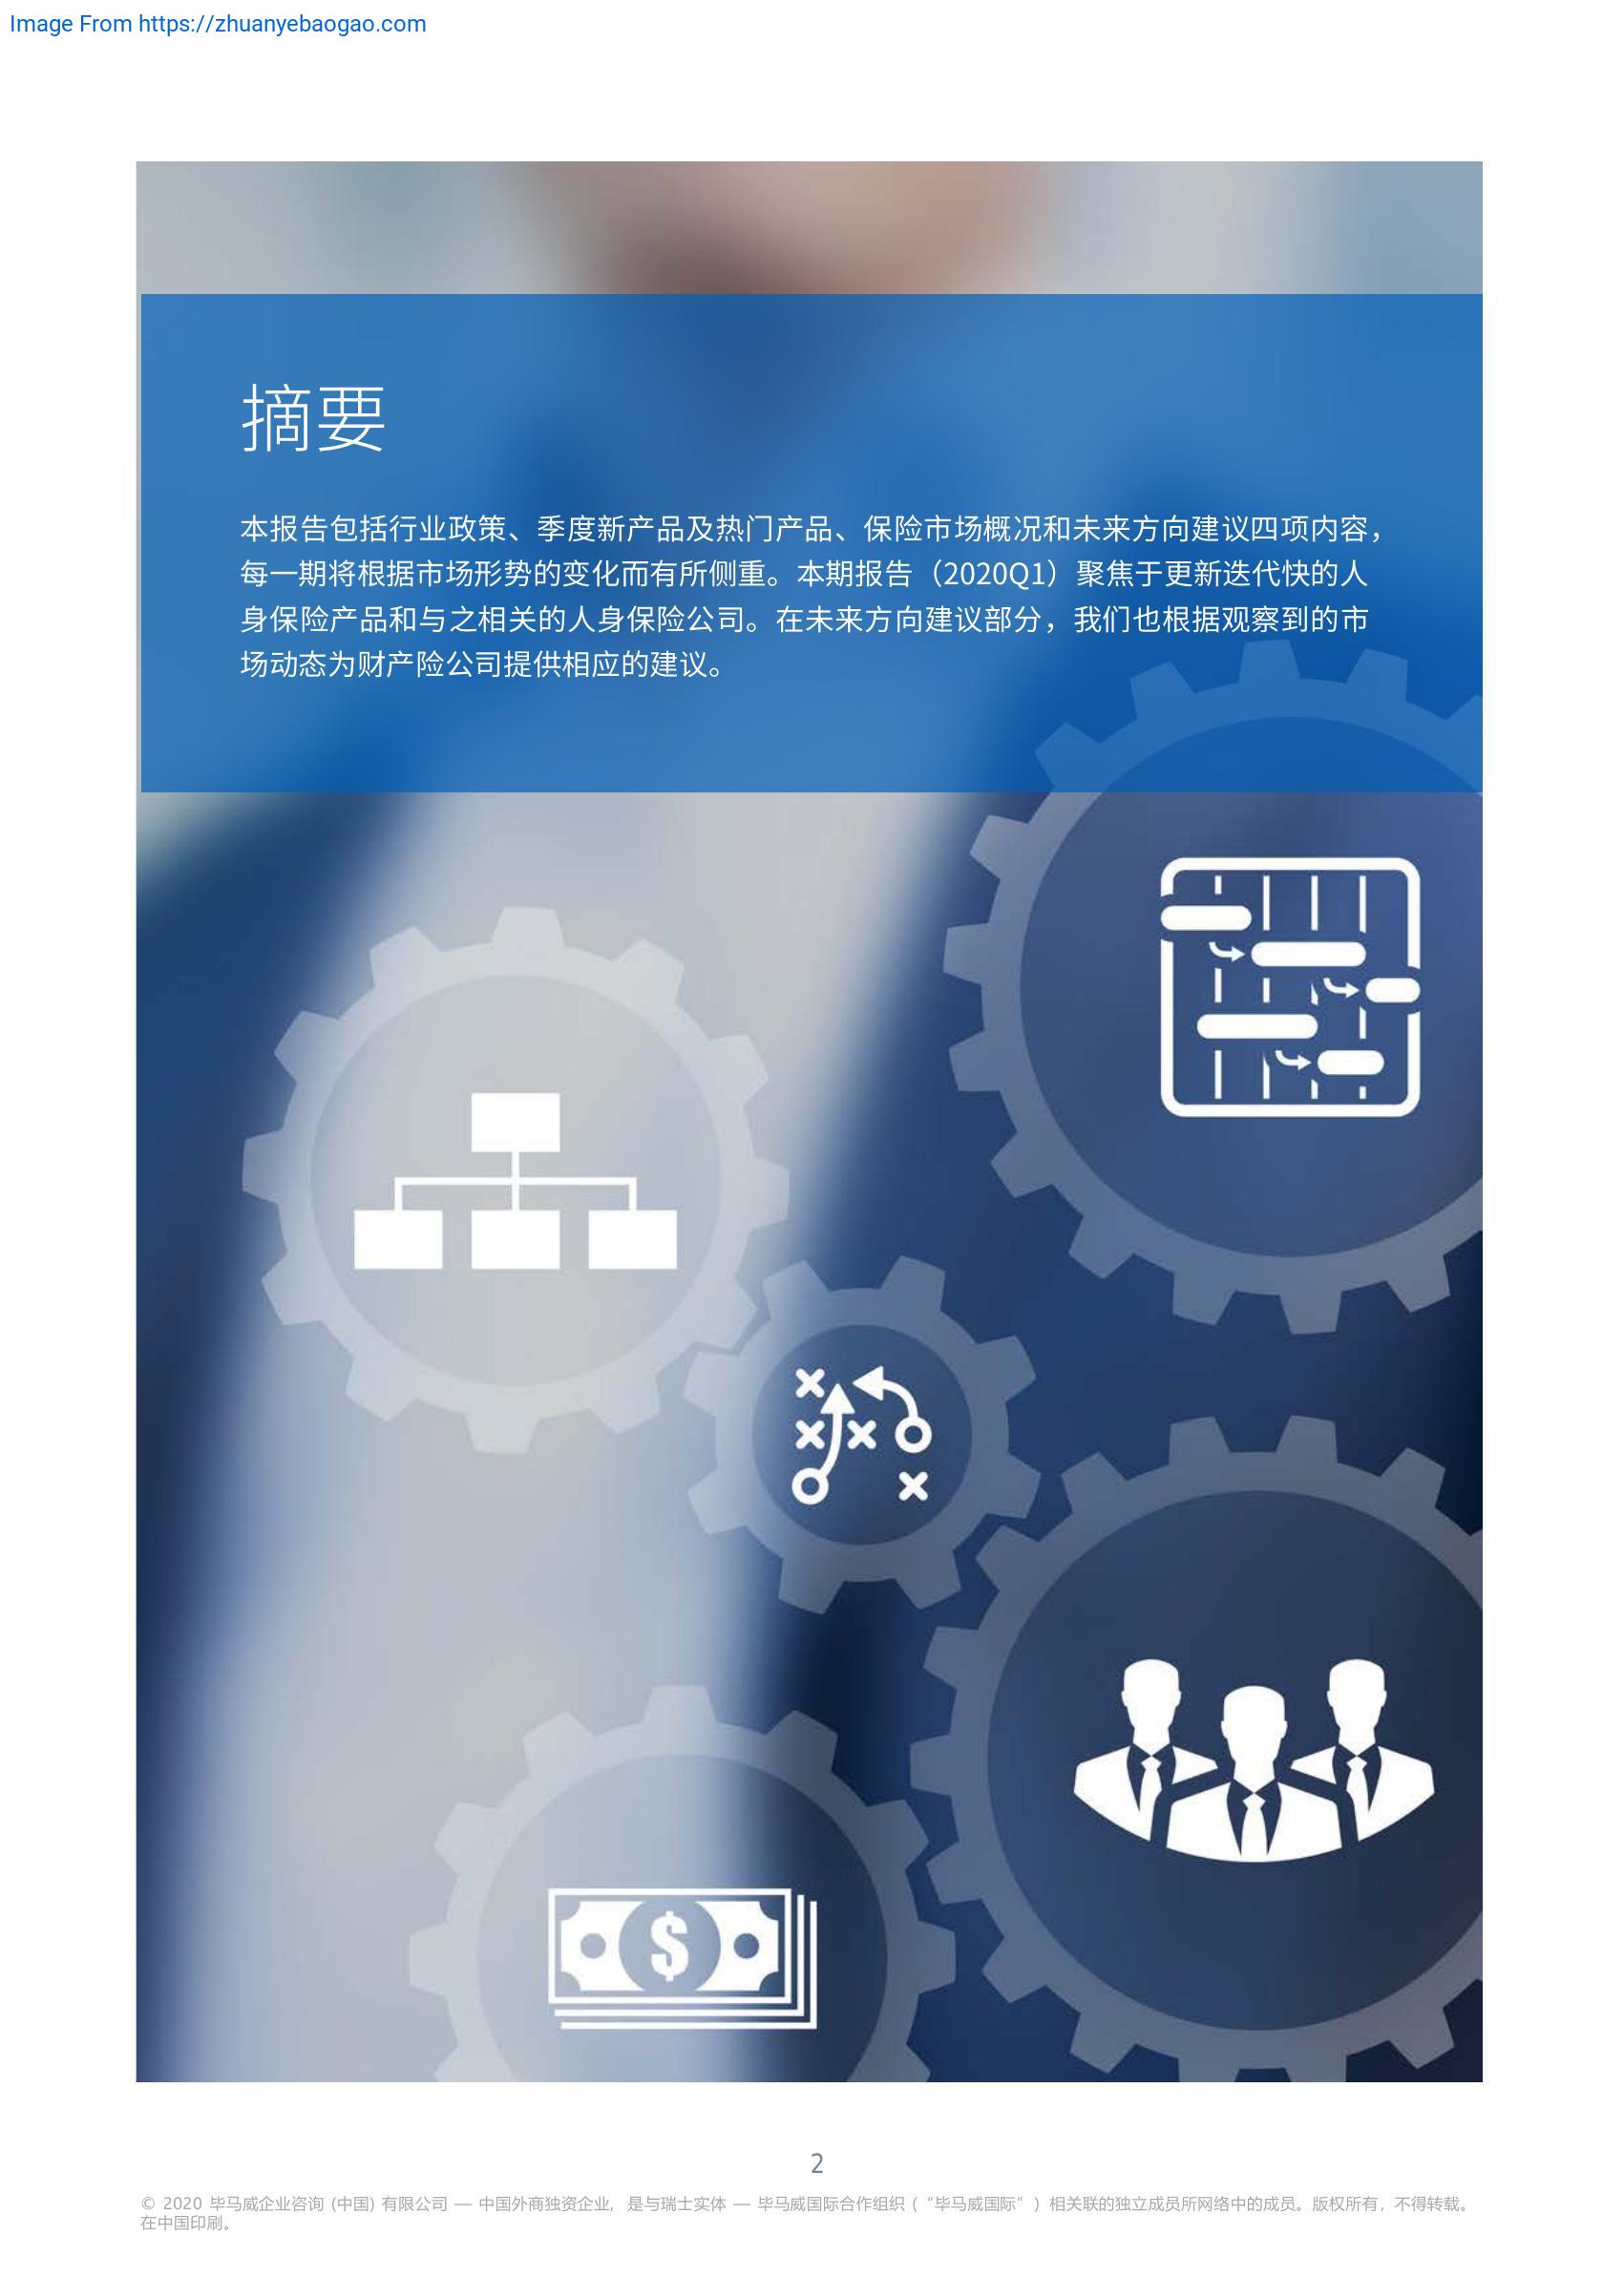 Image From https://zhuanyebaogao.com
摘要
本报告包括行业政策、季度新产品及热门产品、保险市场概况和未来方向建议四项内容，
每一期将根据市场形势的变化而有所侧重。本期报告（2020Q1）聚焦于更新迭代快的人
身保险产品和与之相关的人身保险公司。在未来方向建议部分，我们也根据观察到的市
场动态为财产险公司提供相应的建议。
$
2
© 2020 毕马威企业咨询 (中国) 有限公司 — 中国外商独资企业，是与瑞士实体 — 毕马威国际合作组织 (“毕马威国际”) 相关联的独立成员所网络中的成员。版权所有，不得转载。
在中国印刷。